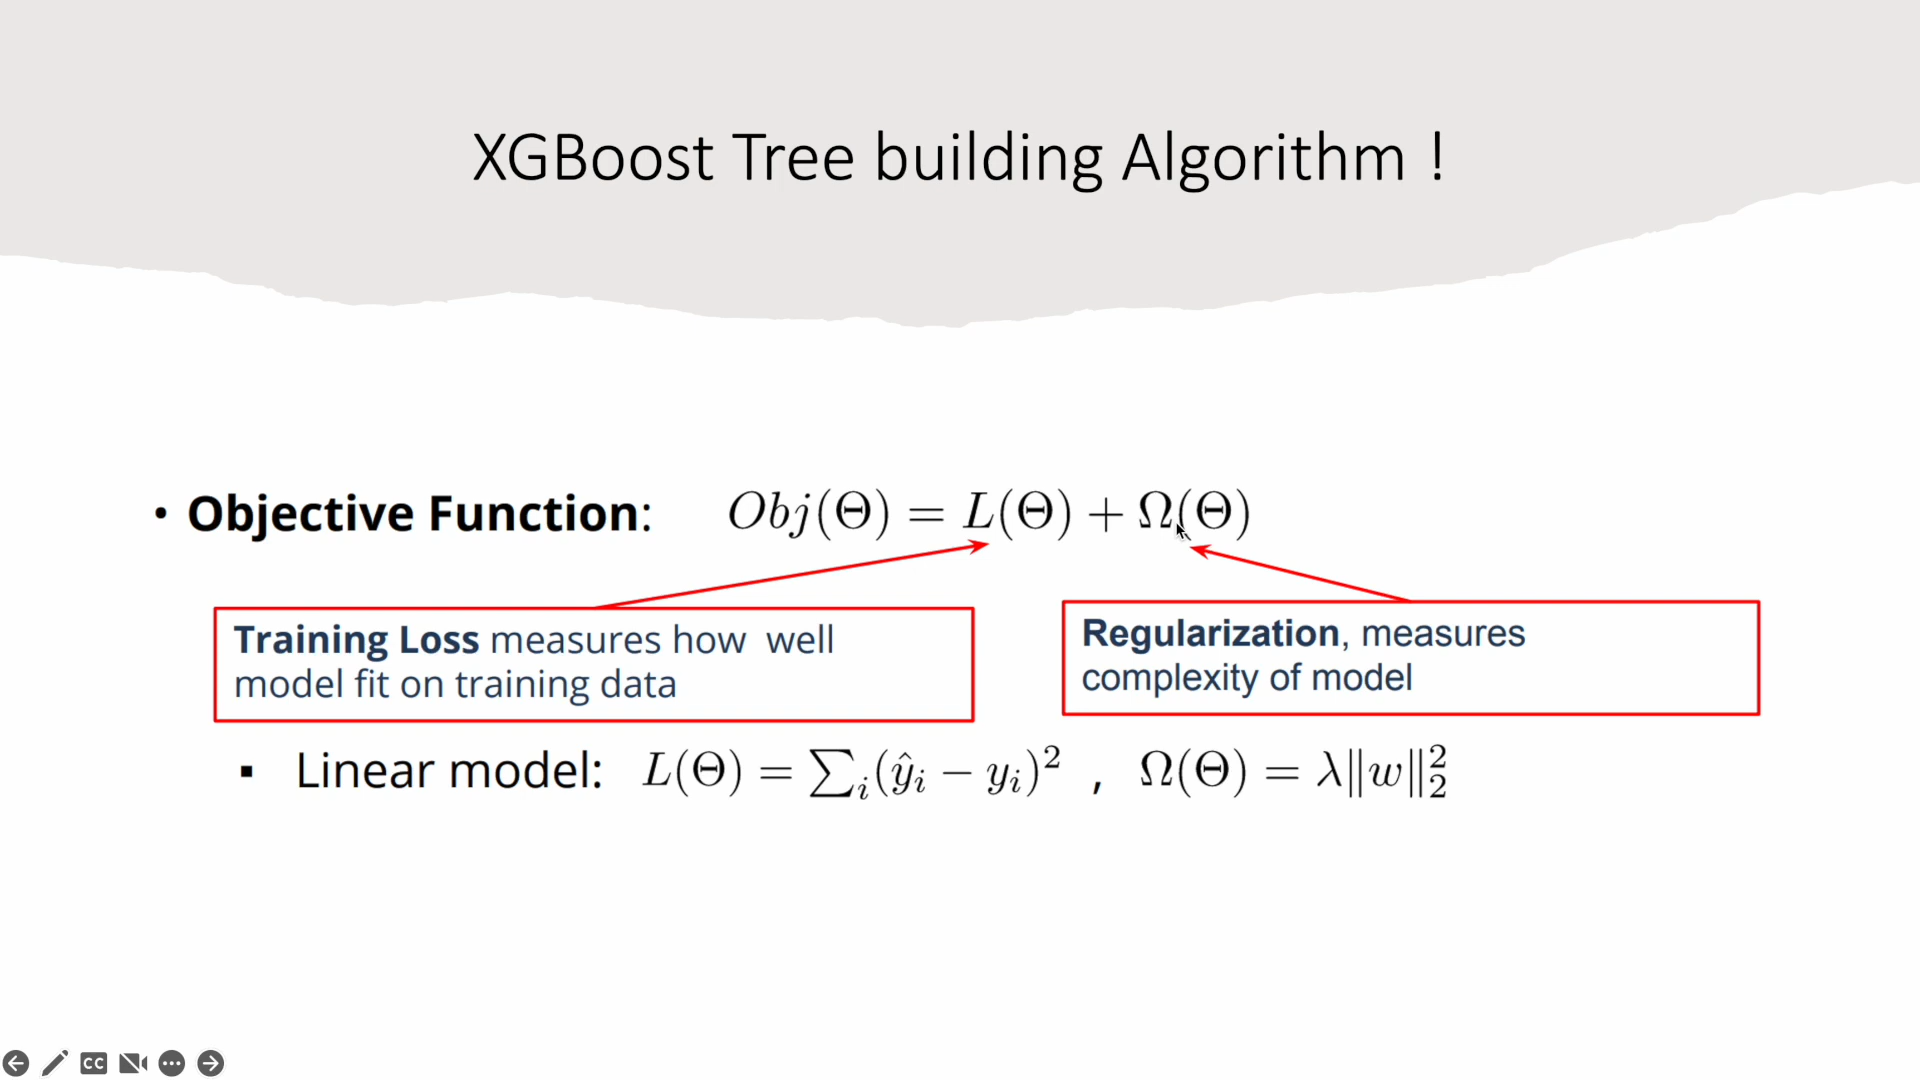 XGBoost Tree building Algorithm !
• Objective Function: Obj(Θ) = L(Θ) + Ω(Θ)
Training Loss measures how well
model fit on training data
Regularization, measures
complexity of model
▪ Linear model: L(Θ) = ∑ᵢ(ŷᵢ − yᵢ)² , Ω(Θ) = λ‖w‖₂²
CC